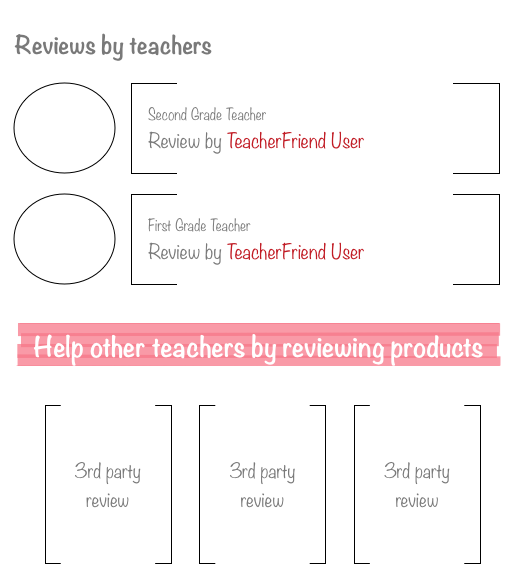 Reviews by teachers
Second Grade Teacher
Review by TeacherFriend User
First Grade Teacher
Review by TeacherFriend User
Help other teachers by reviewing products
3rd party
review
3rd party
review
3rd party
review